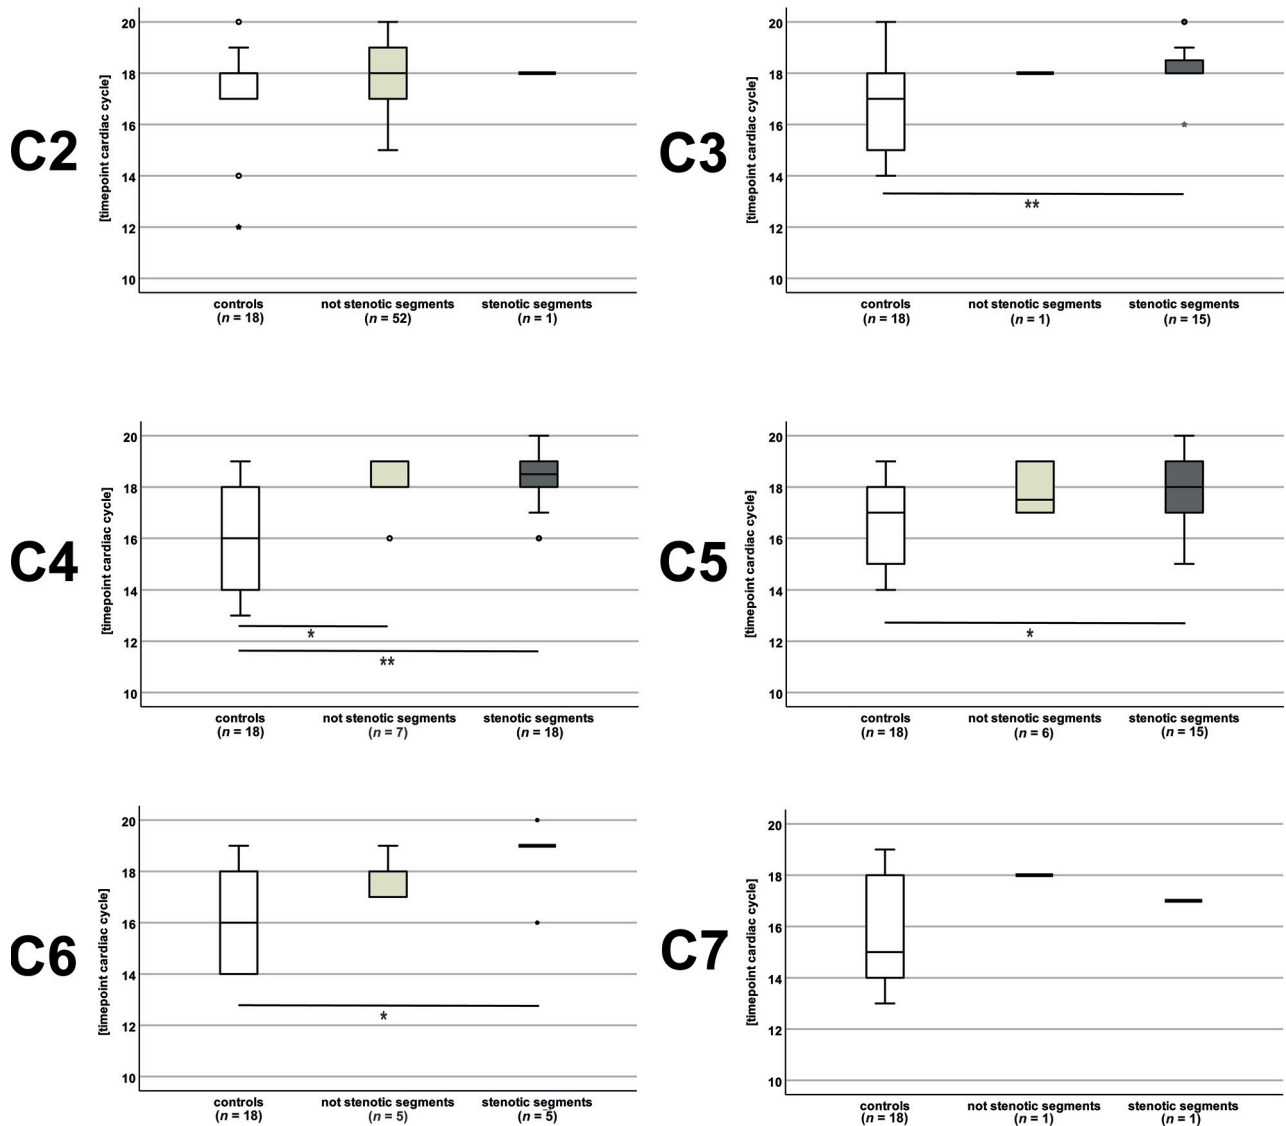 C2
[timepoint cardiac cycle]
20
18
16
14
12
10
controls
(n = 18)
not stenotic segments
(n = 52)
stenotic segments
(n = 1)
C3
[timepoint cardiac cycle]
20
18
16
14
12
10
**
controls
(n = 18)
not stenotic segments
(n = 1)
stenotic segments
(n = 15)
C4
[timepoint cardiac cycle]
20
18
16
14
12
10
*
**
controls
(n = 18)
not stenotic segments
(n = 7)
stenotic segments
(n = 18)
C5
[timepoint cardiac cycle]
20
18
16
14
12
10
*
controls
(n = 18)
not stenotic segments
(n = 6)
stenotic segments
(n = 15)
C6
[timepoint cardiac cycle]
20
18
16
14
12
10
*
controls
(n = 18)
not stenotic segments
(n = 5)
stenotic segments
(n = 5)
C7
[timepoint cardiac cycle]
20
18
16
14
12
10
controls
(n = 18)
not stenotic segments
(n = 1)
stenotic segments
(n = 1)